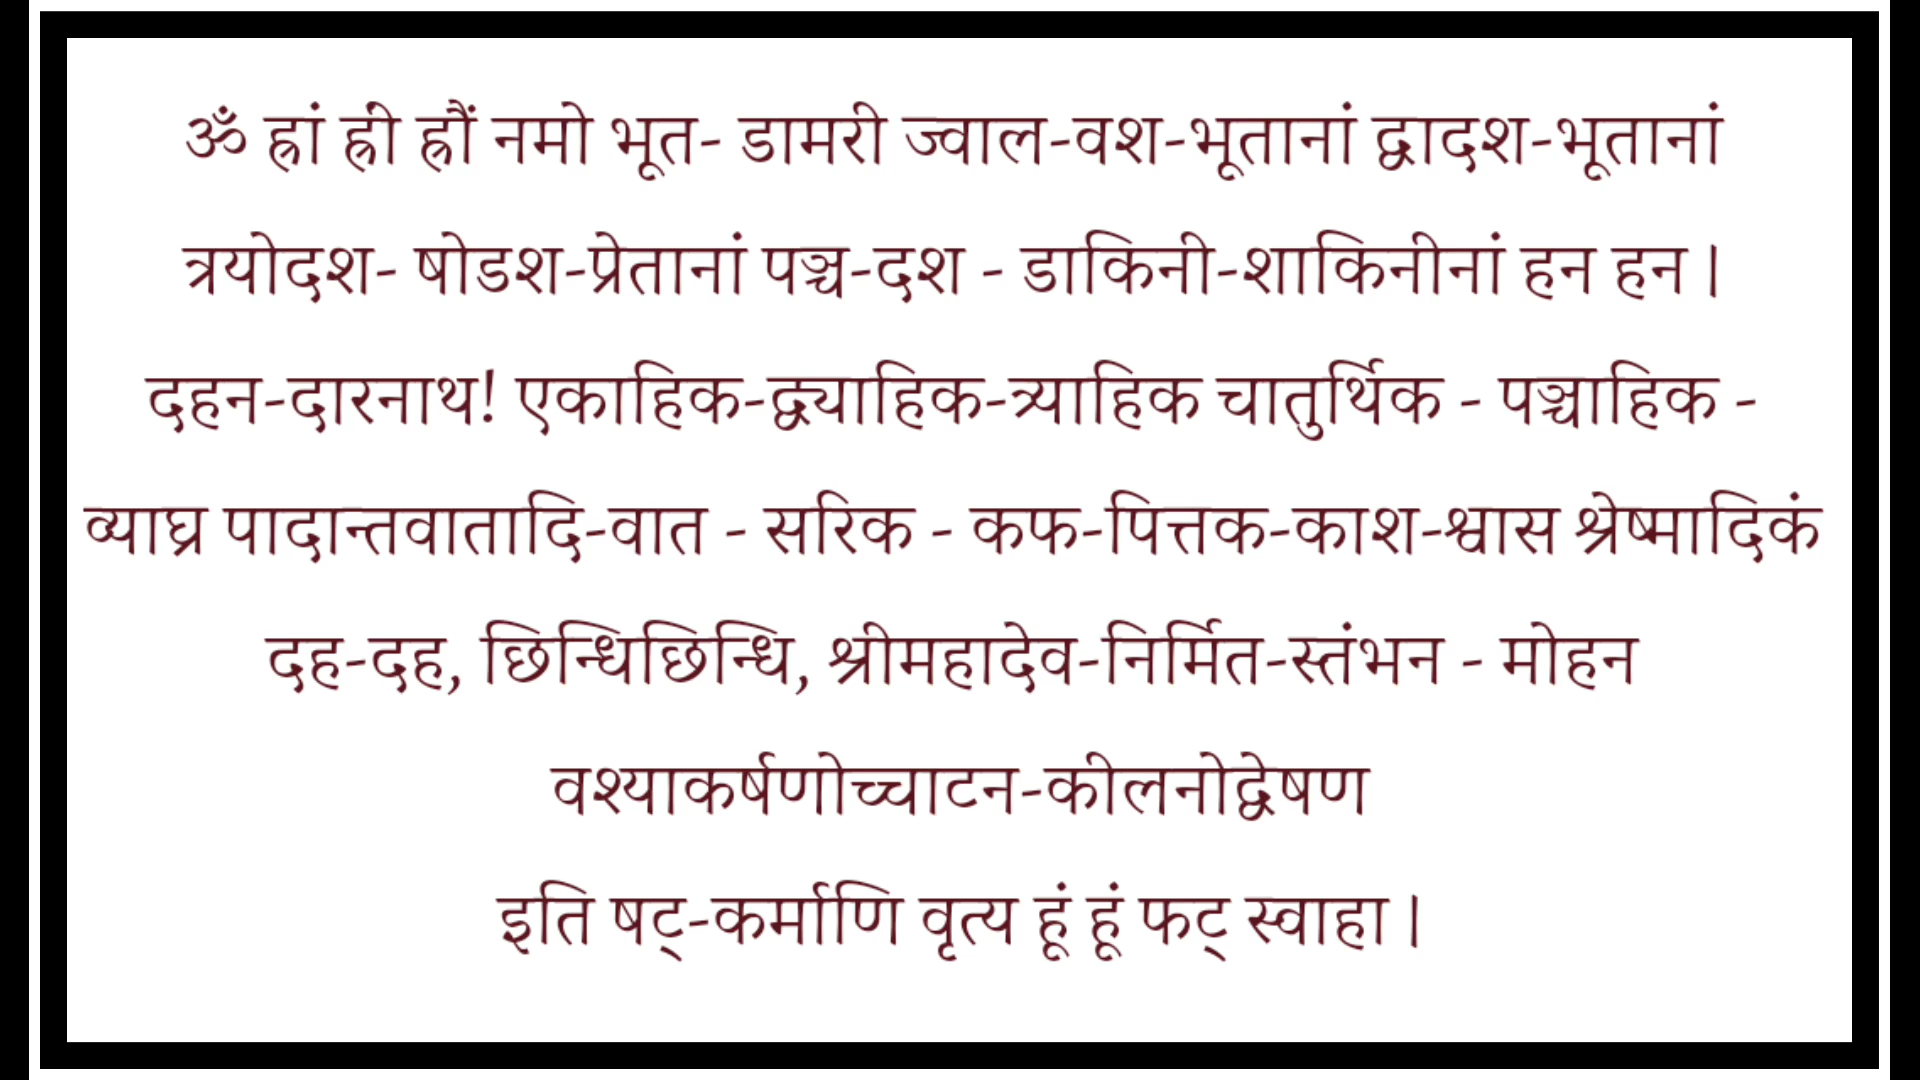 ॐ ह्रां ह्रीं ह्रौं नमो भूत- डामरी ज्वाल-वश-भूतानां द्वादश-भूतानां
त्रयोदश- षोडश-प्रेतानां पञ्च-दश - डाकिनी-शाकिनीनां हन हन |
दहन-दारनाथ! एकाहिक-द्व्याहिक-त्र्याहिक चातुर्थिक - पञ्चाहिक -
व्याघ्र पादान्तवातादि-वात - सरिक - कफ-पित्तक-काश-श्वास श्रेष्मादिकं
दह-दह, छिन्धिछिन्धि, श्रीमहादेव-निर्मित-स्तंभन - मोहन
वश्याकर्षणोच्चाटन-कीलनोद्वेषण
इति षट्-कर्माणि वृत्य हूं हूं फट् स्वाहा |